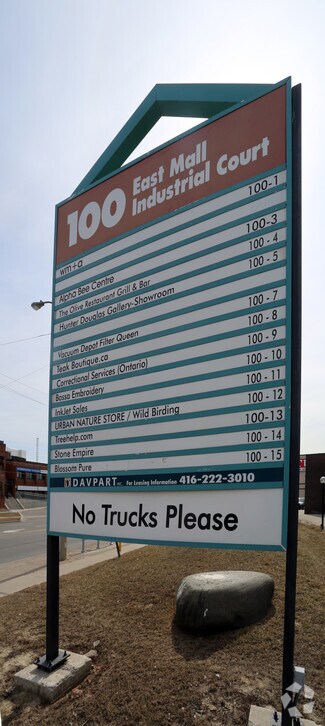 100 East Mall
Industrial Court
wm+a 100-1
Alpha Bee Centre 100-3
The Olive Restaurant Grill & Bar 100-4
Hunter Douglas Gallery-Showroom 100-5
Vacuum Depot Filter Queen 100-7
Teak Boutique.ca 100-8
Correctional Services (Ontario) 100-9
Bossa Embroidery 100-10
InkJet Sales 100-11
URBAN NATURE STORE / Wild Birding 100-12
Treehelp.com 100-13
Stone Empire 100-14
Blossom Pure 100-15
DAVPART INC. For Leasing Information 416-222-3010
No Trucks Please